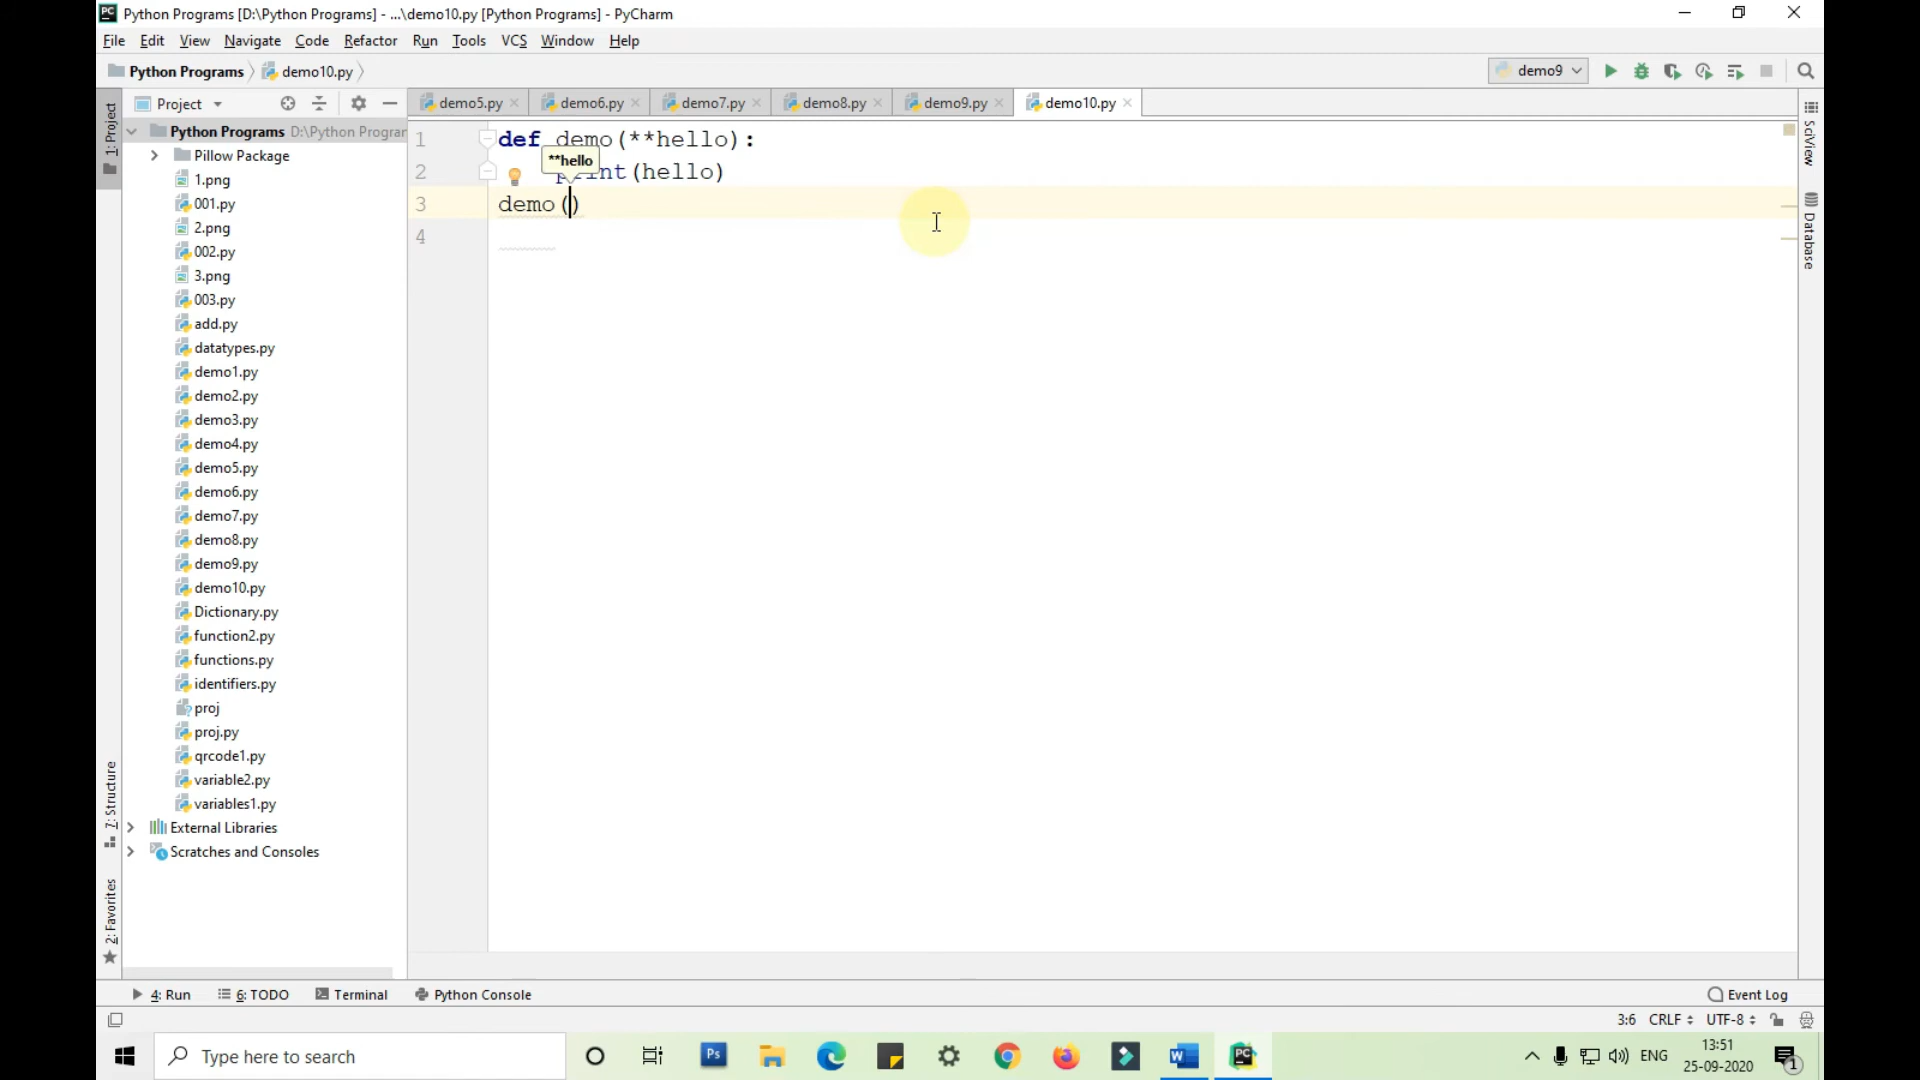 Python Programs [D:\Python Programs] - ...\demo10.py [Python Programs] - PyCharm
File Edit View Navigate Code Refactor Run Tools VCS Window Help
Python Programs demo10.py demo9
Project demo5.py demo6.py demo7.py demo8.py demo9.py demo10.py
1: Project
7: Structure
2: Favorites
Python Programs D:\Python Prograr
Pillow Package
1.png
001.py
2.png
002.py
3.png
003.py
add.py
datatypes.py
demo1.py
demo2.py
demo3.py
demo4.py
demo5.py
demo6.py
demo7.py
demo8.py
demo9.py
demo10.py
Dictionary.py
function2.py
functions.py
identifiers.py
proj
proj.py
qrcode1.py
variable2.py
variables1.py
External Libraries
Scratches and Consoles
1 def demo(**hello):
**hello
2 print(hello)
3 demo()
4
SciView
Database
4: Run 6: TODO Terminal Python Console Event Log
3:6 CRLF UTF-8
Type here to search Ps W PC ENG 13:51
25-09-2020 1